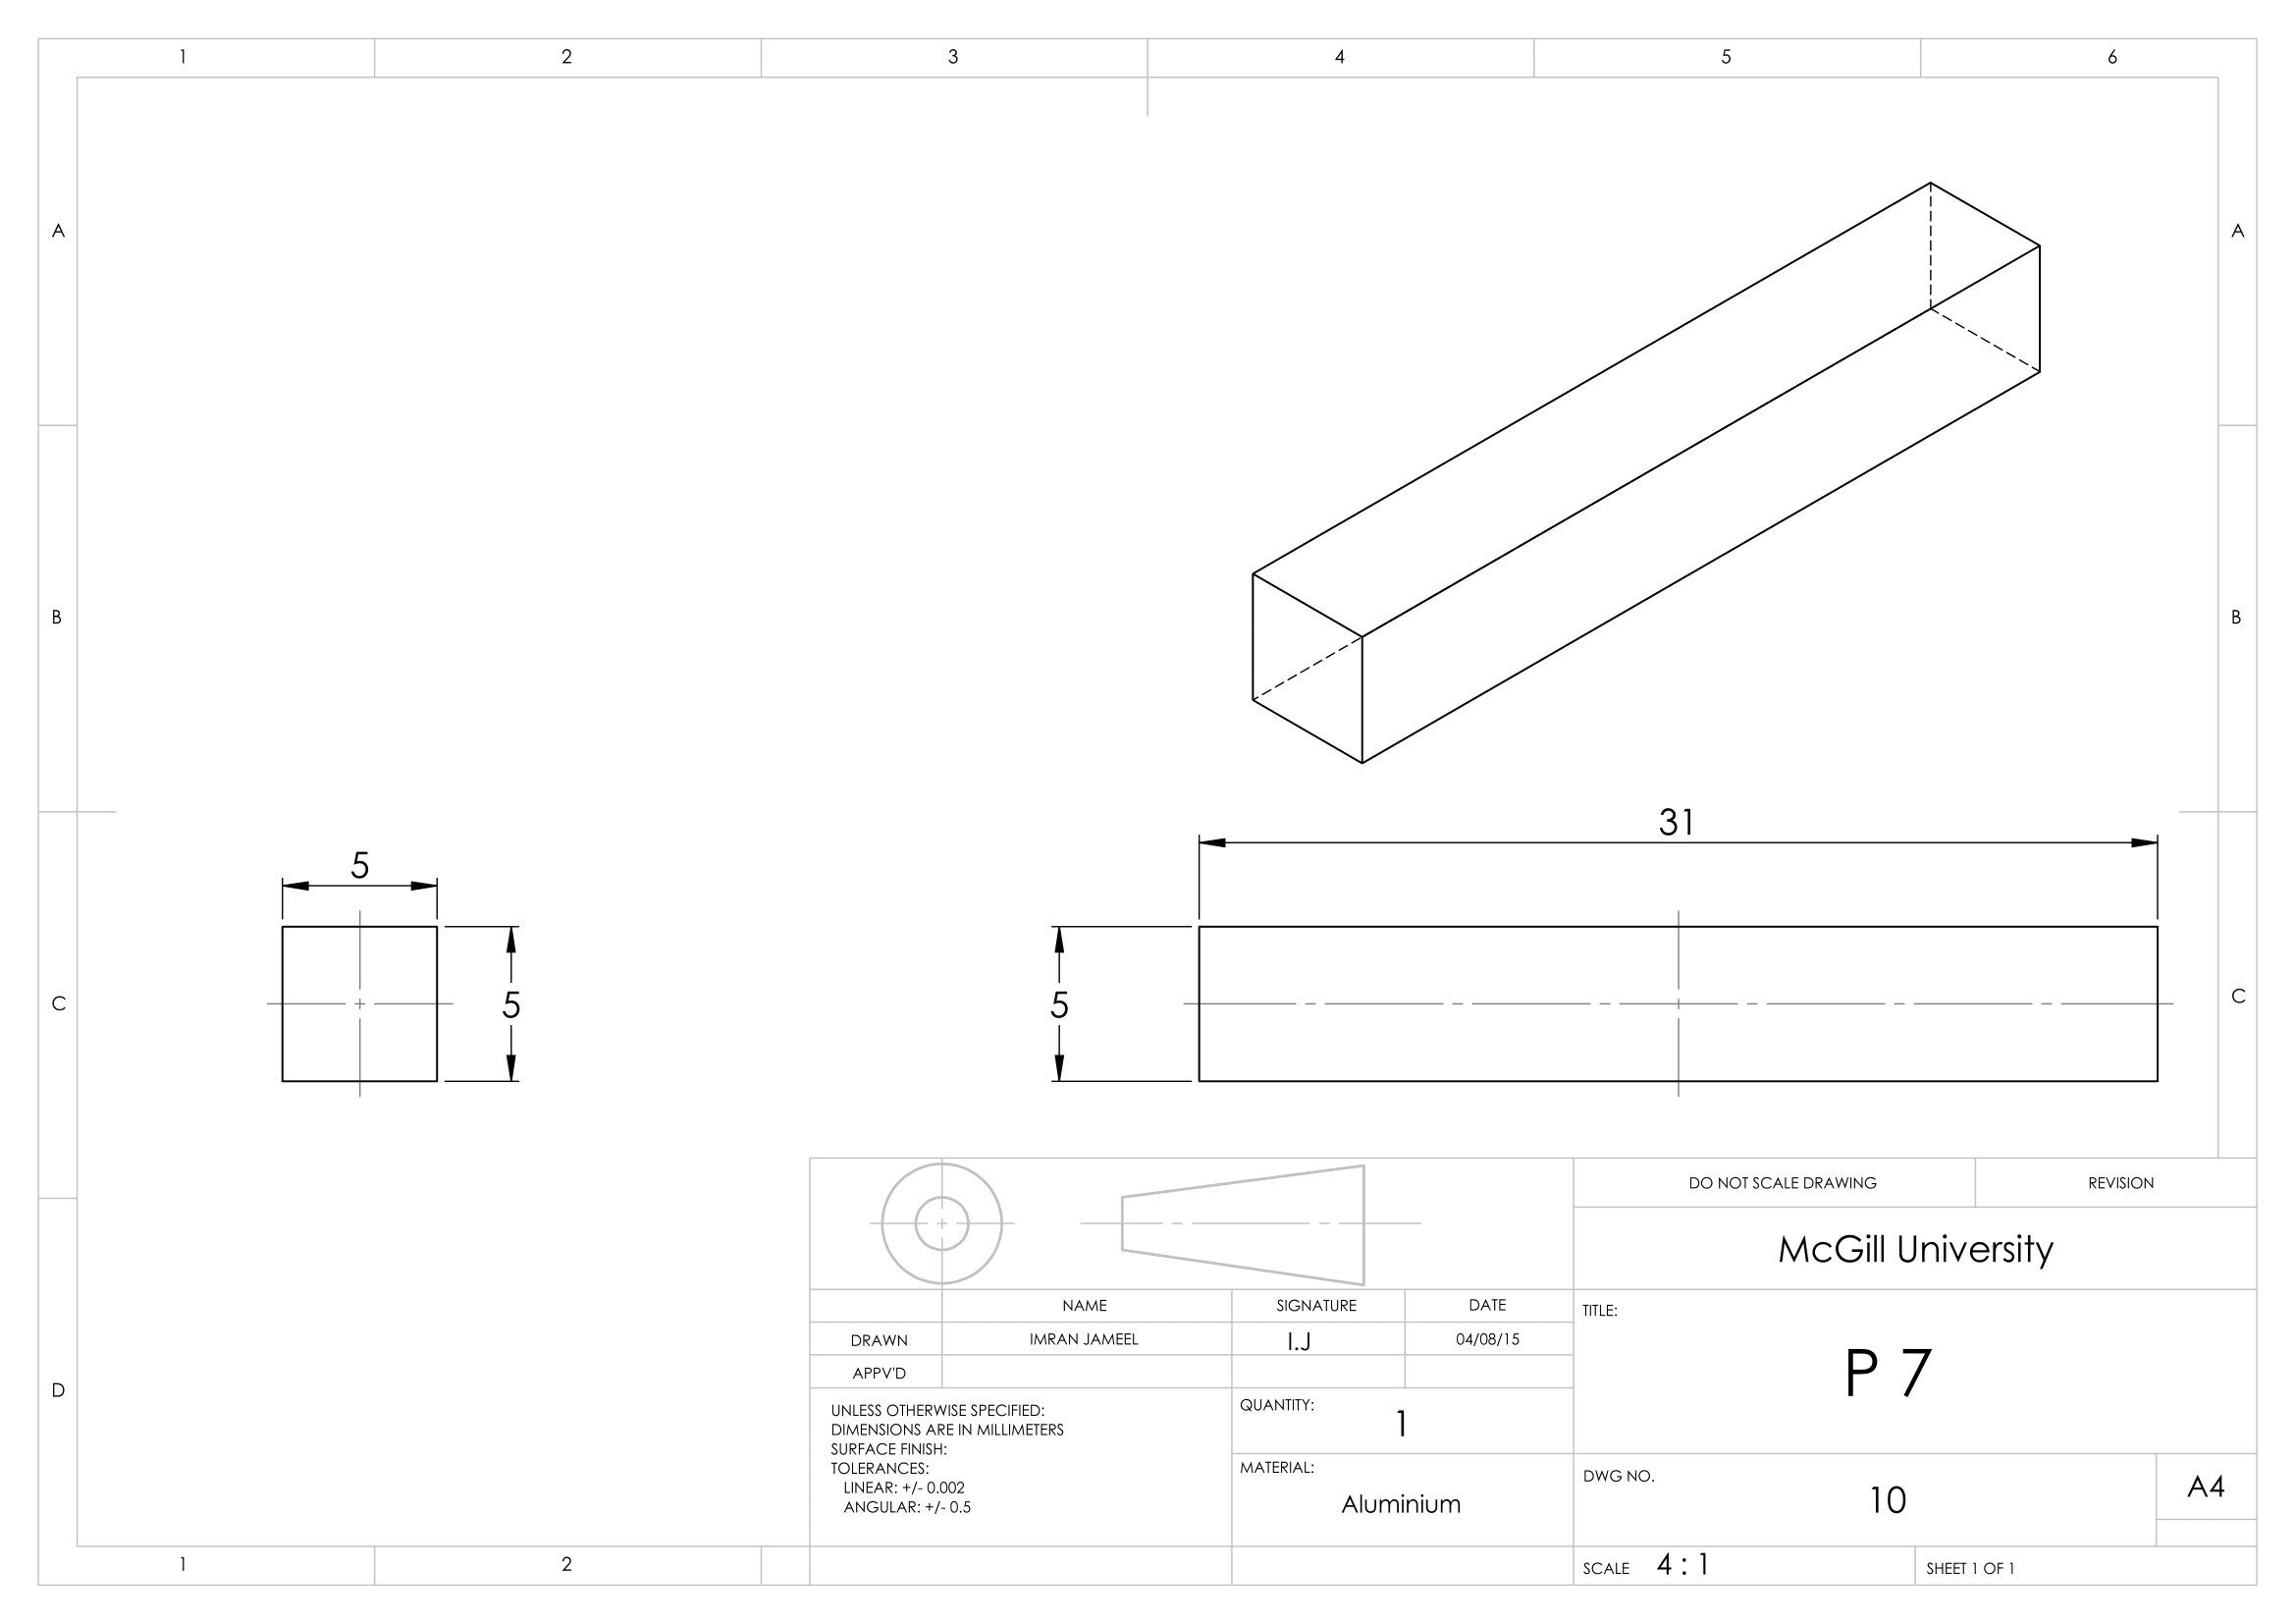 1 2 3 4 5 6
A A
B B
31
5
5 5
C C
DO NOT SCALE DRAWING REVISION
McGill University
NAME SIGNATURE DATE
TITLE:
DRAWN IMRAN JAMEEL I.J 04/08/15
APPV'D
P 7
D
UNLESS OTHERWISE SPECIFIED:
DIMENSIONS ARE IN MILLIMETERS
SURFACE FINISH:
TOLERANCES:
LINEAR: +/- 0.002
ANGULAR: +/- 0.5
QUANTITY:
1
MATERIAL:
Aluminium
DWG NO.
10
A4
1 2
SCALE 4 : 1
SHEET 1 OF 1